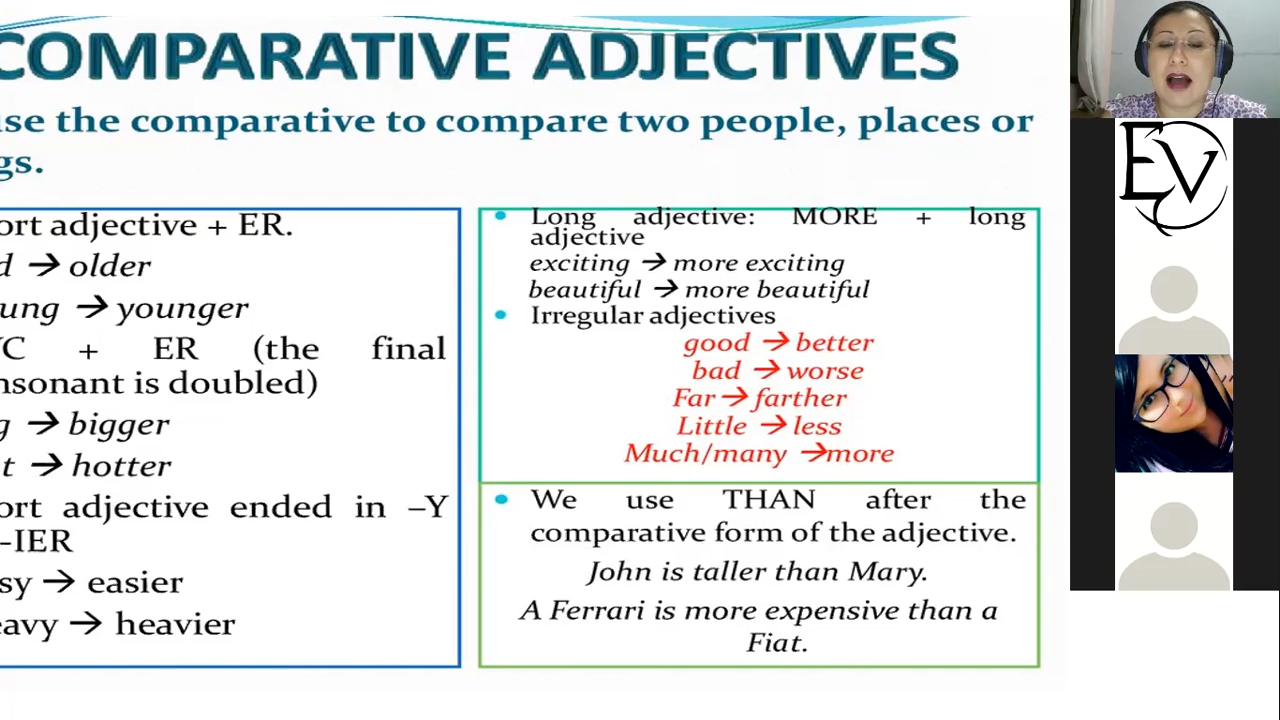 COMPARATIVE ADJECTIVES
use the comparative to compare two people, places or
gs.
ort adjective + ER.
d → older
ung → younger
VC + ER (the final
nsonant is doubled)
g → bigger
t → hotter
ort adjective ended in –Y
-IER
sy → easier
eavy → heavier
• Long adjective: MORE + long
adjective
exciting → more exciting
beautiful → more beautiful
• Irregular adjectives
good → better
bad → worse
Far → farther
Little → less
Much/many →more
• We use THAN after the
comparative form of the adjective.
John is taller than Mary.
A Ferrari is more expensive than a
Fiat.
EV